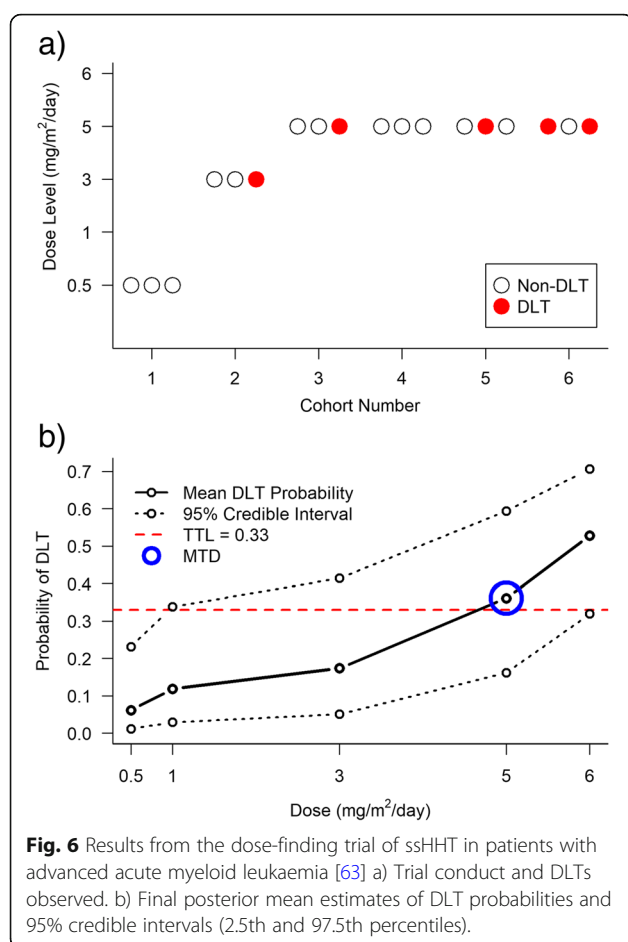 a)
Dose Level (mg/m²/day)
6
5
3
1
0.5
Non-DLT
DLT
1 2 3 4 5 6
Cohort Number
b)
Probability of DLT
0.7
0.6
0.5
0.4
0.3
0.2
0.1
0.0
Mean DLT Probability
95% Credible Interval
TTL = 0.33
MTD
0.5 1 3 5 6
Dose (mg/m²/day)
Fig. 6 Results from the dose-finding trial of ssHHT in patients with
advanced acute myeloid leukaemia [63] a) Trial conduct and DLTs
observed. b) Final posterior mean estimates of DLT probabilities and
95% credible intervals (2.5th and 97.5th percentiles).